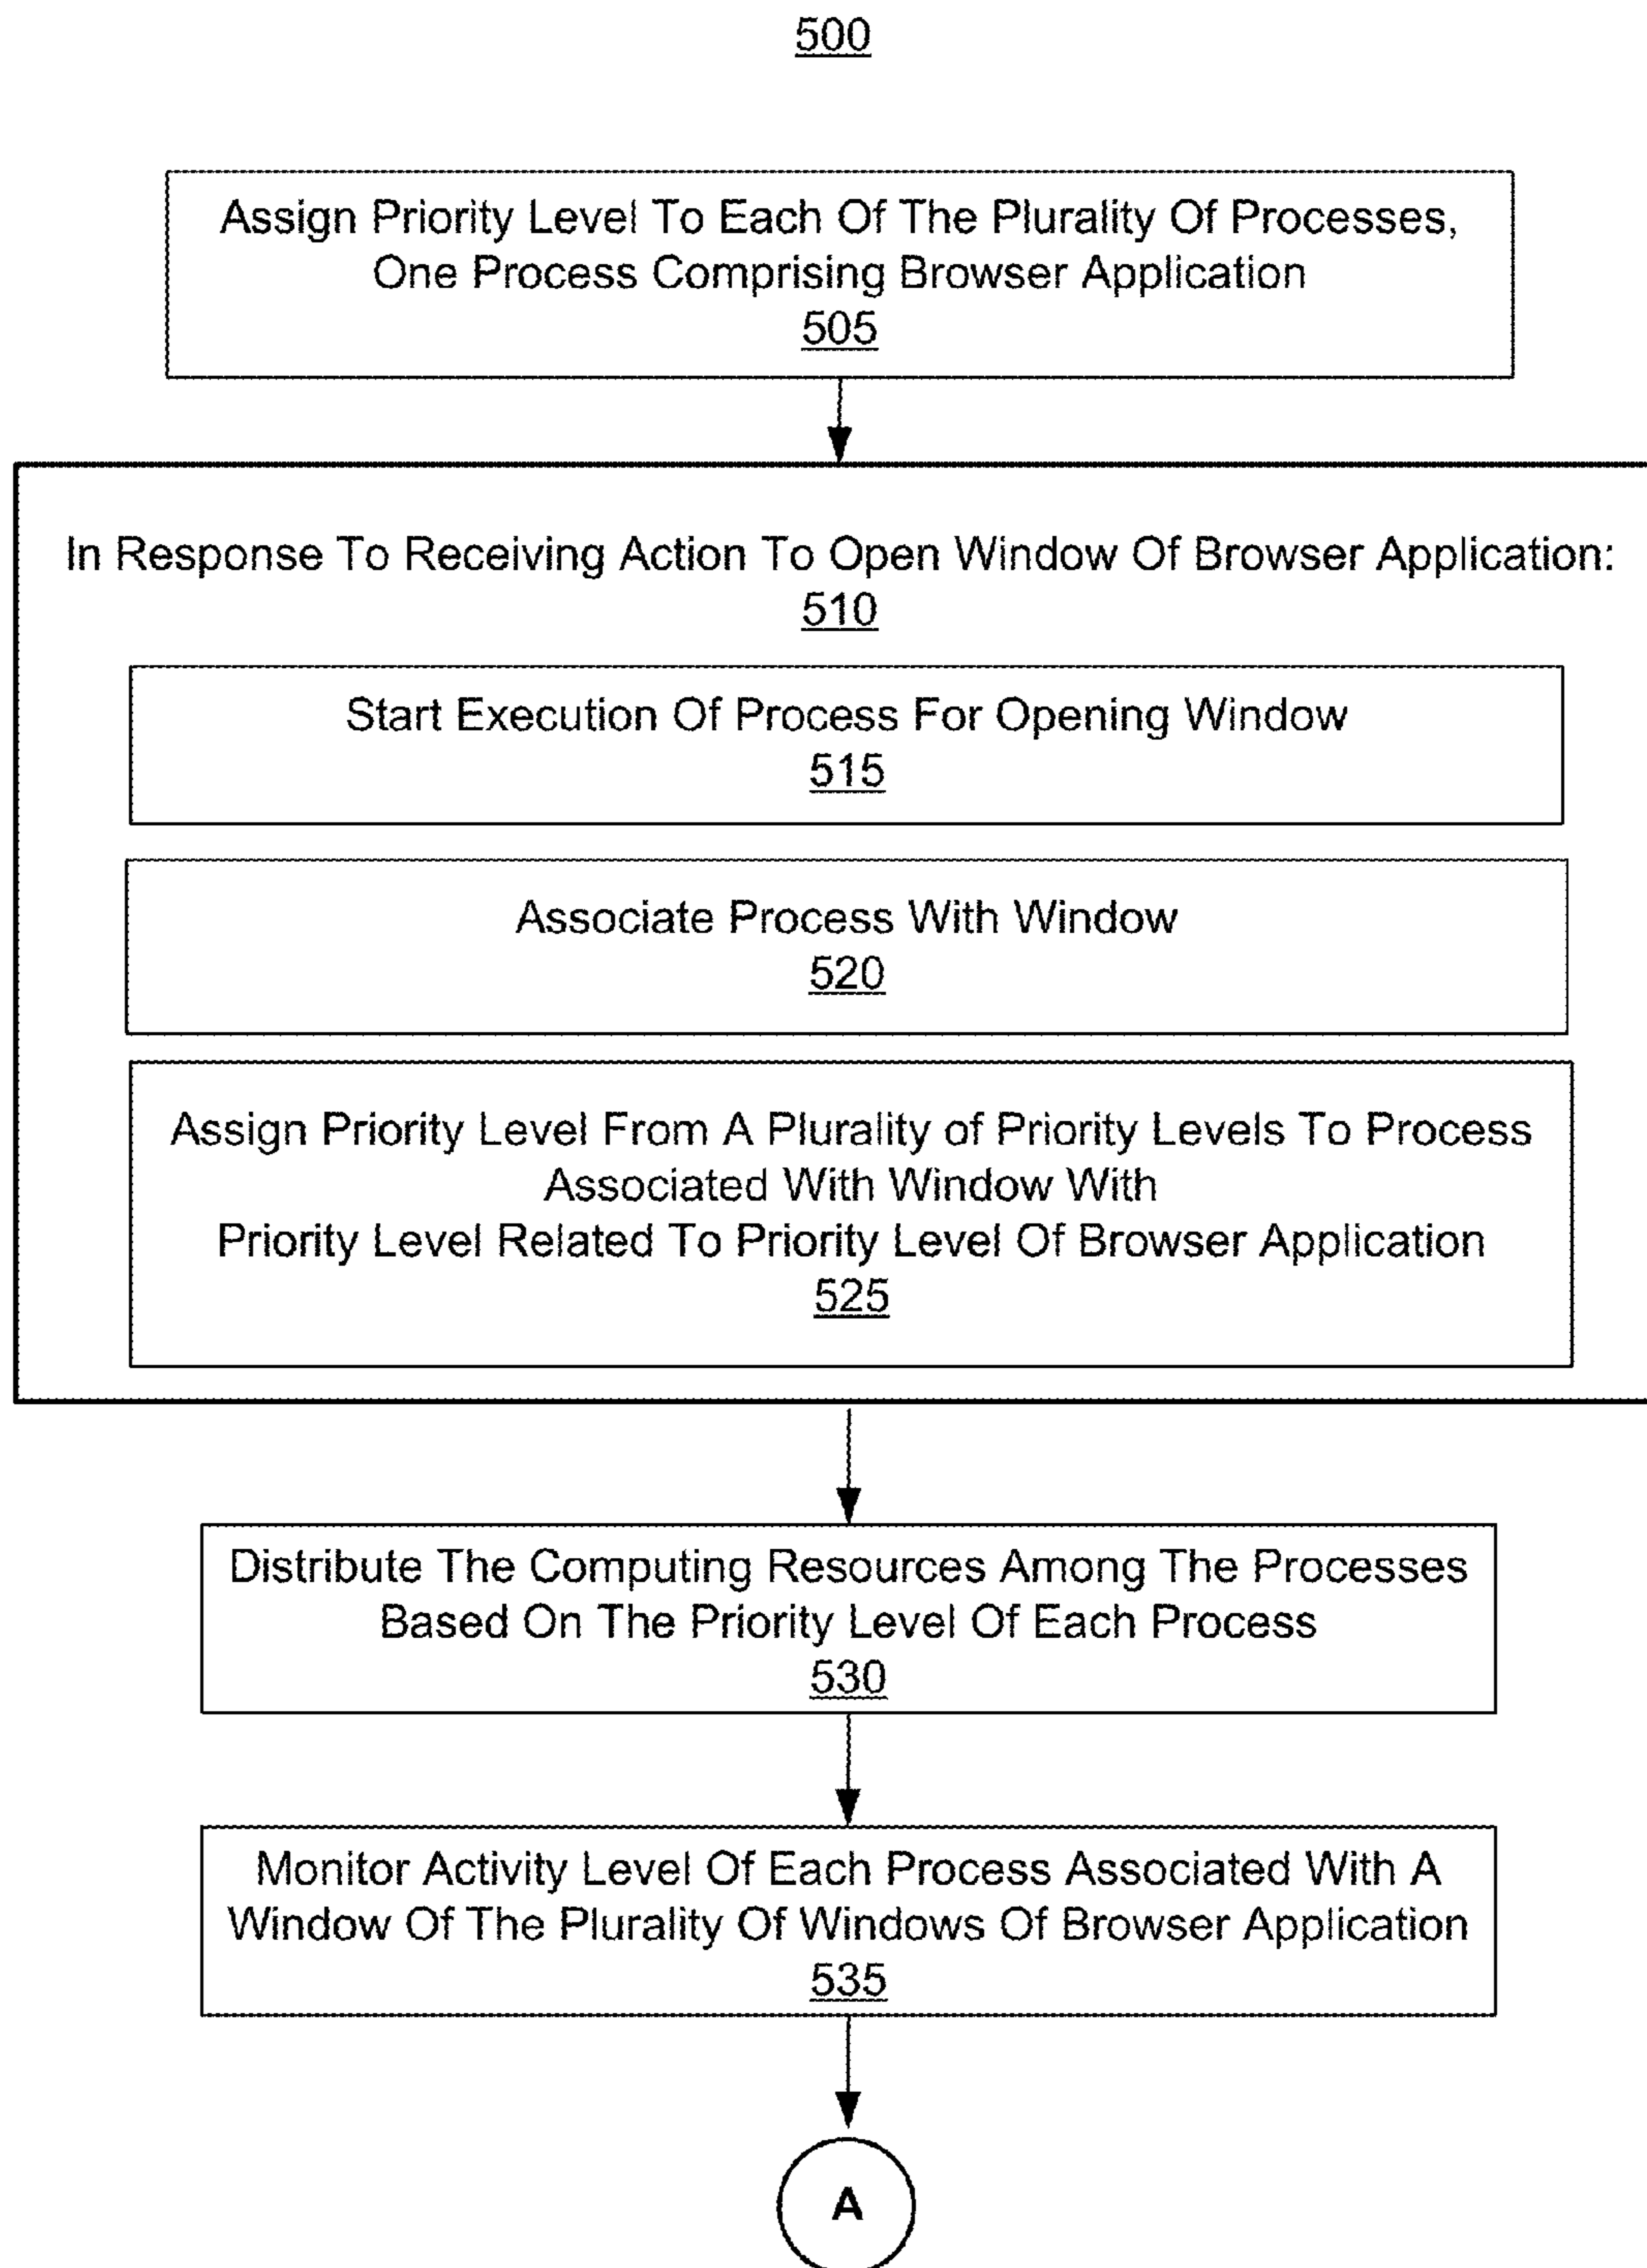 500
Assign Priority Level To Each Of The Plurality Of Processes,
One Process Comprising Browser Application
505
In Response To Receiving Action To Open Window Of Browser Application:
510
Start Execution Of Process For Opening Window
515
Associate Process With Window
520
Assign Priority Level From A Plurality of Priority Levels To Process
Associated With Window With
Priority Level Related To Priority Level Of Browser Application
525
Distribute The Computing Resources Among The Processes
Based On The Priority Level Of Each Process
530
Monitor Activity Level Of Each Process Associated With A
Window Of The Plurality Of Windows Of Browser Application
535
A